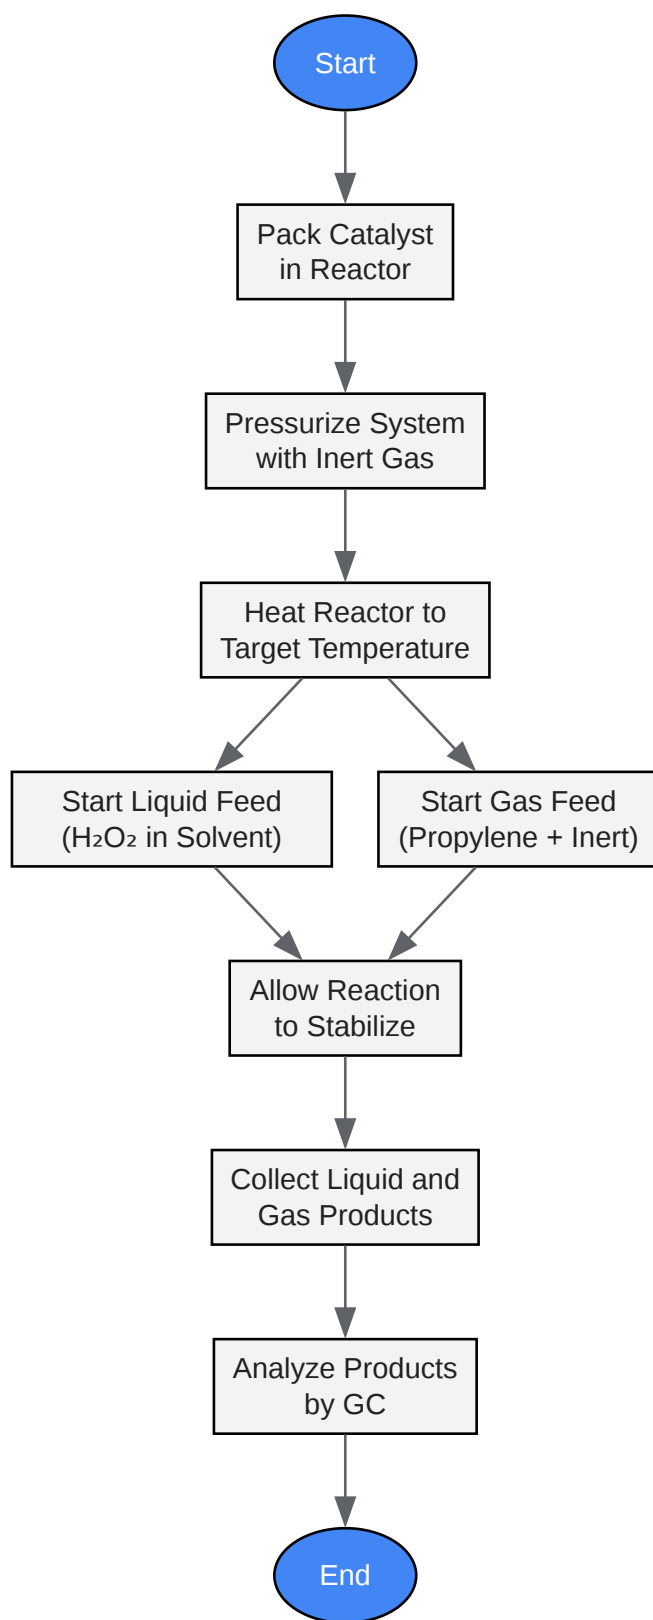 Start
Pack Catalyst
in Reactor
Pressurize System
with Inert Gas
Heat Reactor to
Target Temperature
Start Liquid Feed
(H₂O₂ in Solvent)
Start Gas Feed
(Propylene + Inert)
Allow Reaction
to Stabilize
Collect Liquid and
Gas Products
Analyze Products
by GC
End